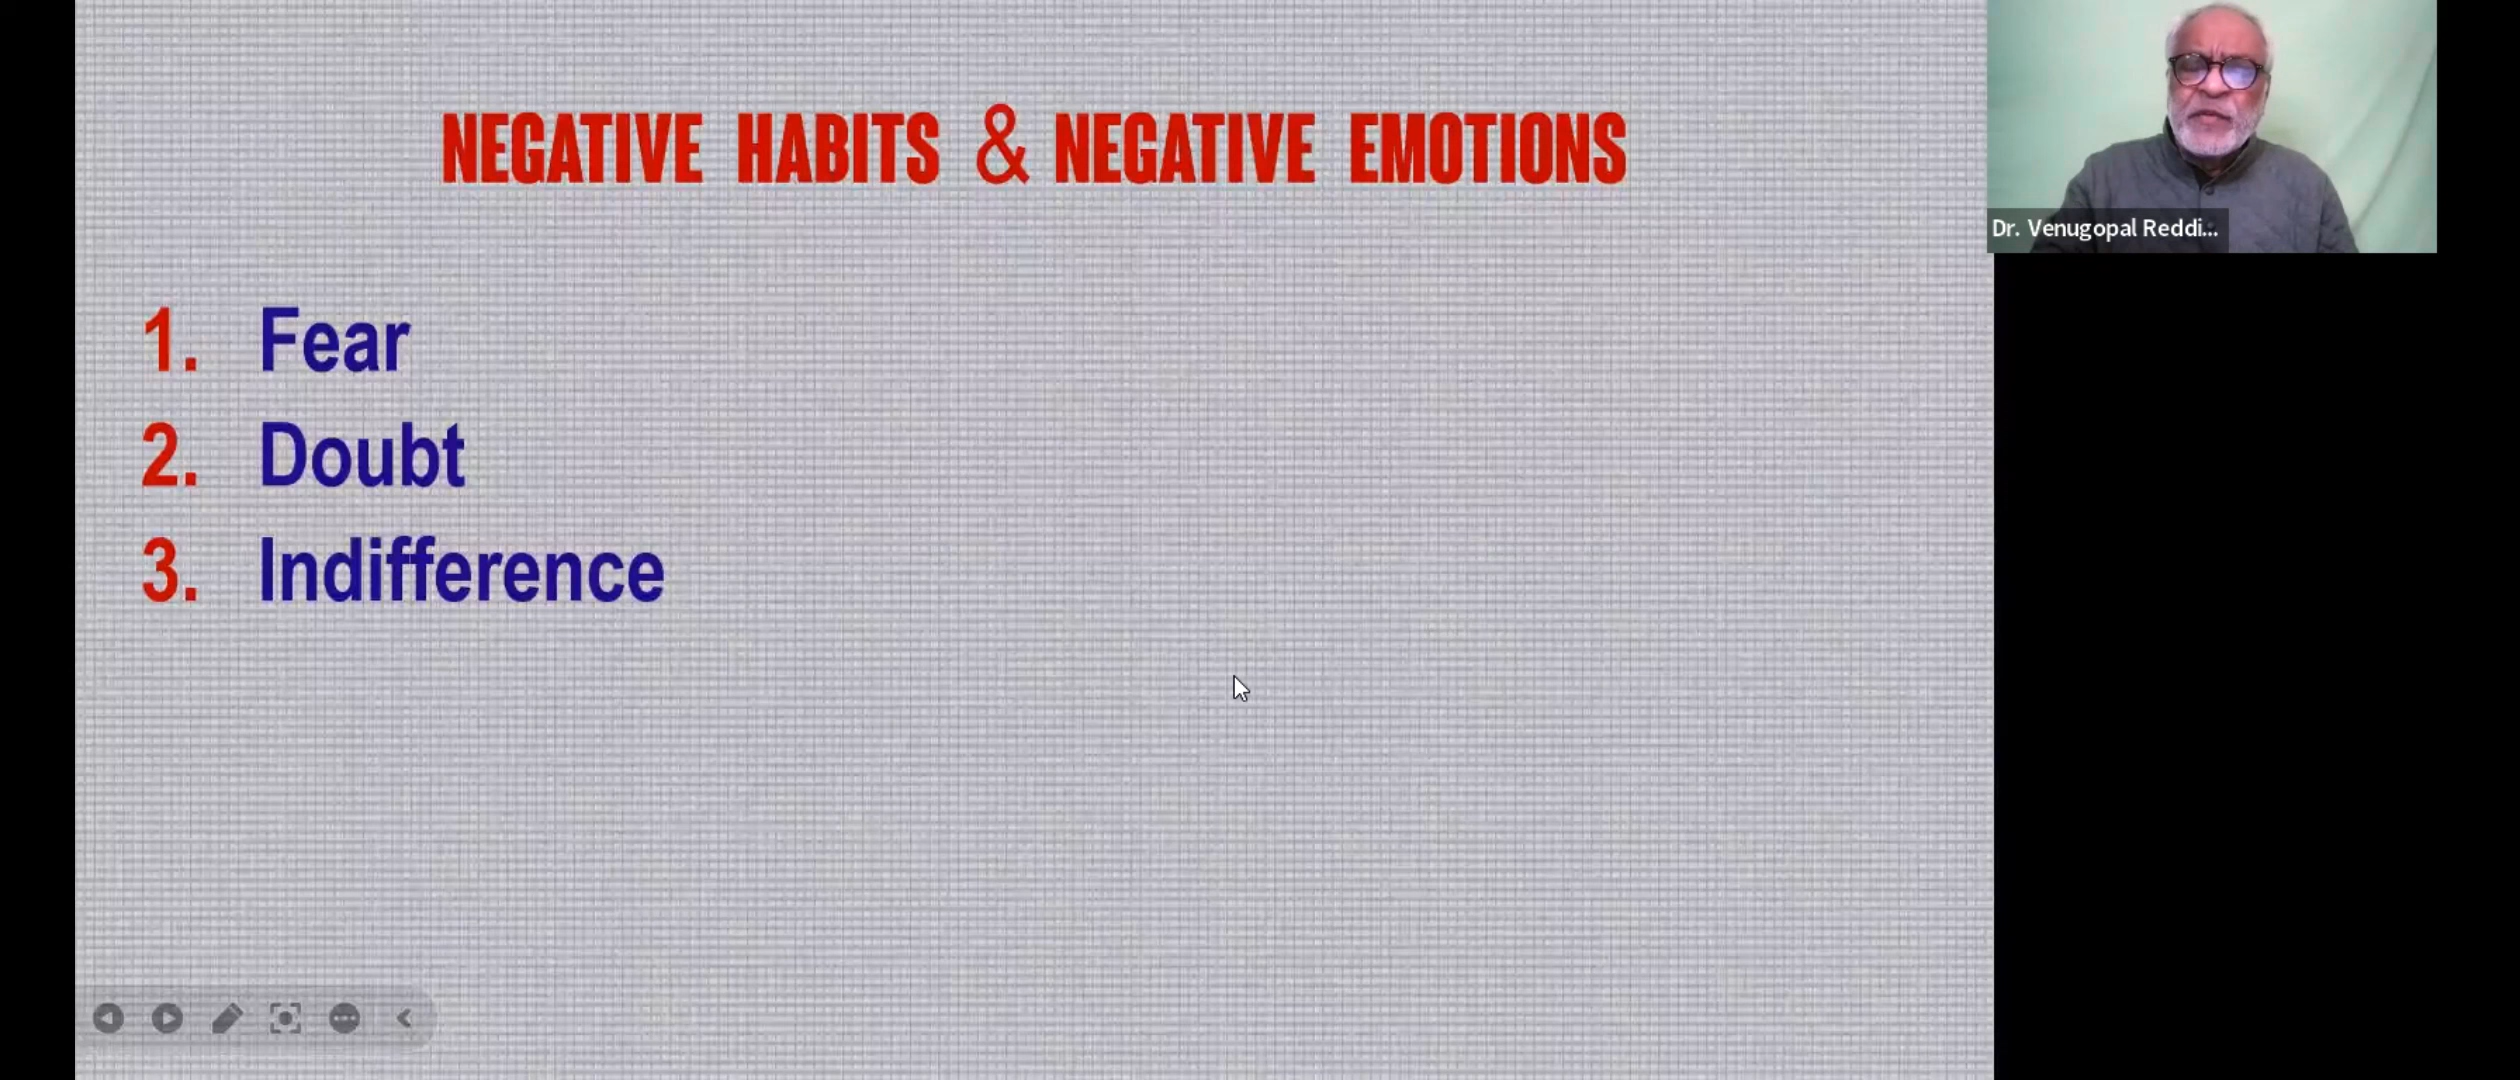 NEGATIVE HABITS & NEGATIVE EMOTIONS
1. Fear
2. Doubt
3. Indifference
Dr. Venugopal Reddi...